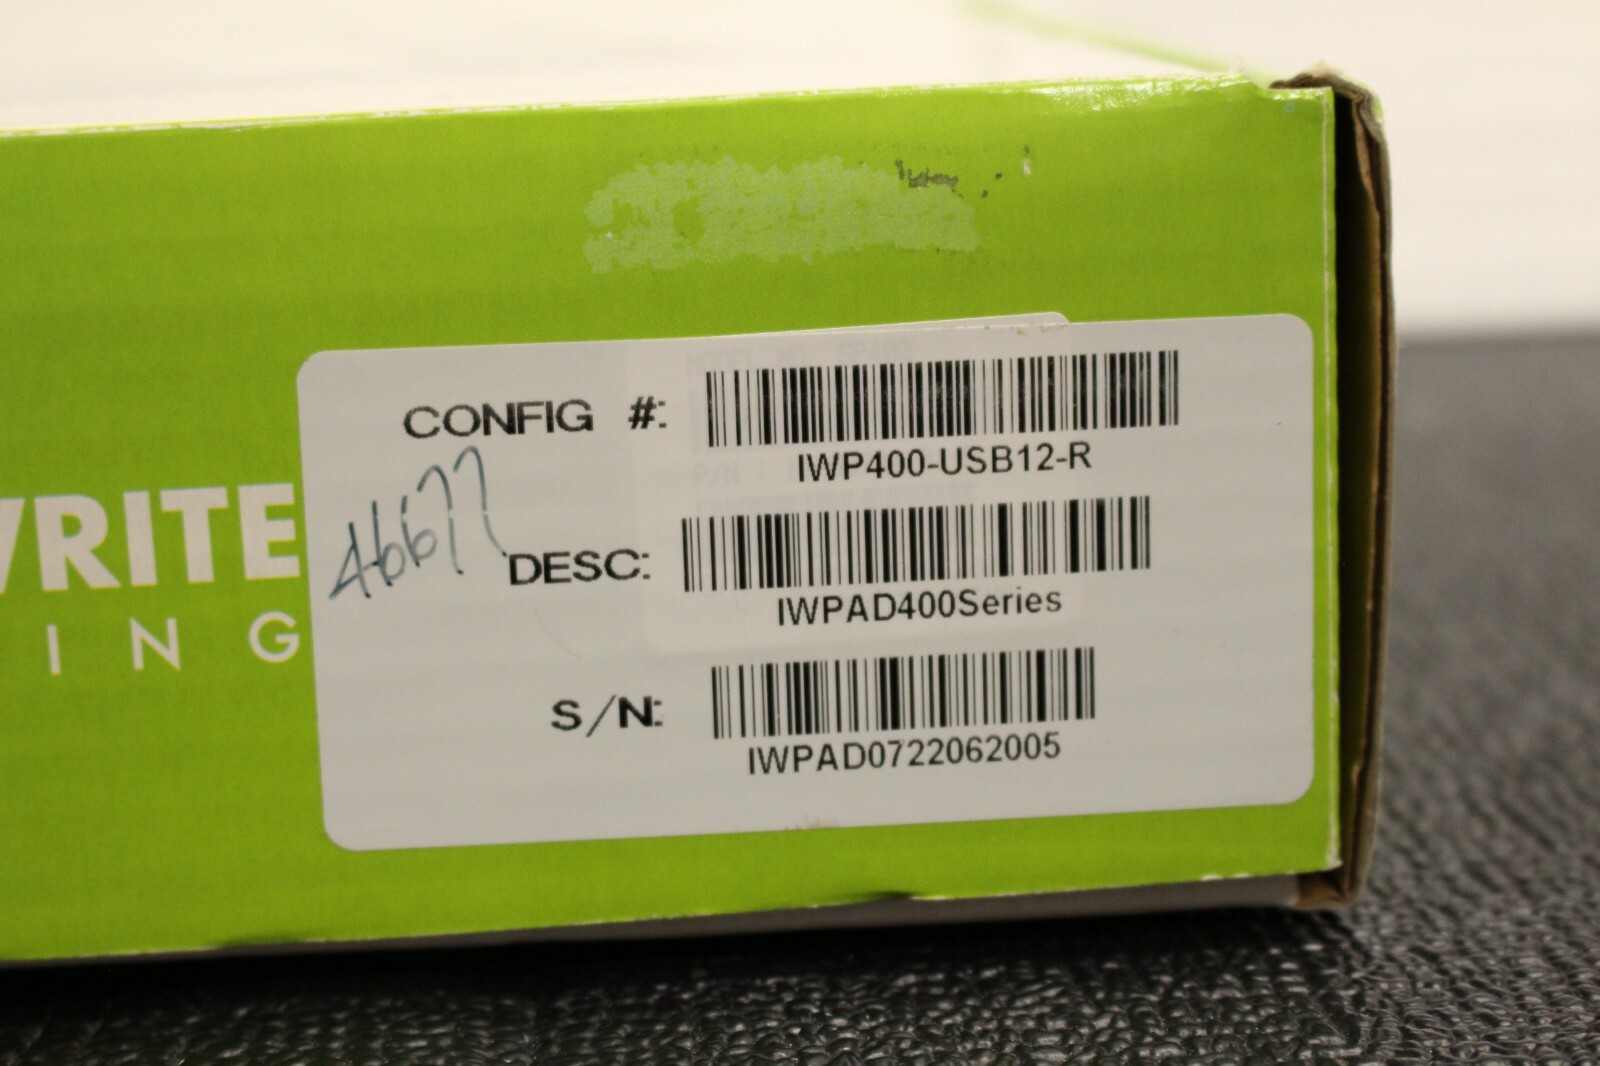 CONFIG #:
IWP400-USB12-R
46677
DESC:
IWPAD400Series
S/N:
IWPAD0722062005
WRITE
ING